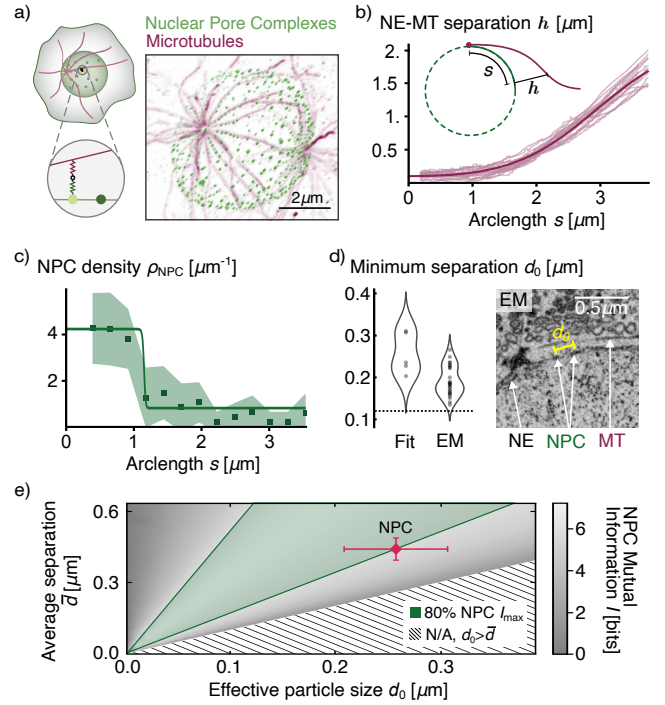 a)
Nuclear Pore Complexes
Microtubules
2μm
b)
NE-MT separation h [μm]
2.
1.5
1.
.5
s
h
1
2
3
Arclength s [μm]
c)
NPC density ρNPC [μm⁻¹]
4
2
0
1
2
3
Arclength s [μm]
d)
Minimum separation d₀ [μm]
0.4
0.3
0.2
0.1
Fit
EM
EM
0.5μm
d₀
NE
NPC
MT
e)
Average separation
d̄ [μm]
0.6
0.3
0.0
NPC
80% NPC Imax
N/A, d₀>d̄
0.0
0.1
0.2
0.3
Effective particle size d₀ [μm]
6
4
2
0
NPC Mutual
Information I [bits]